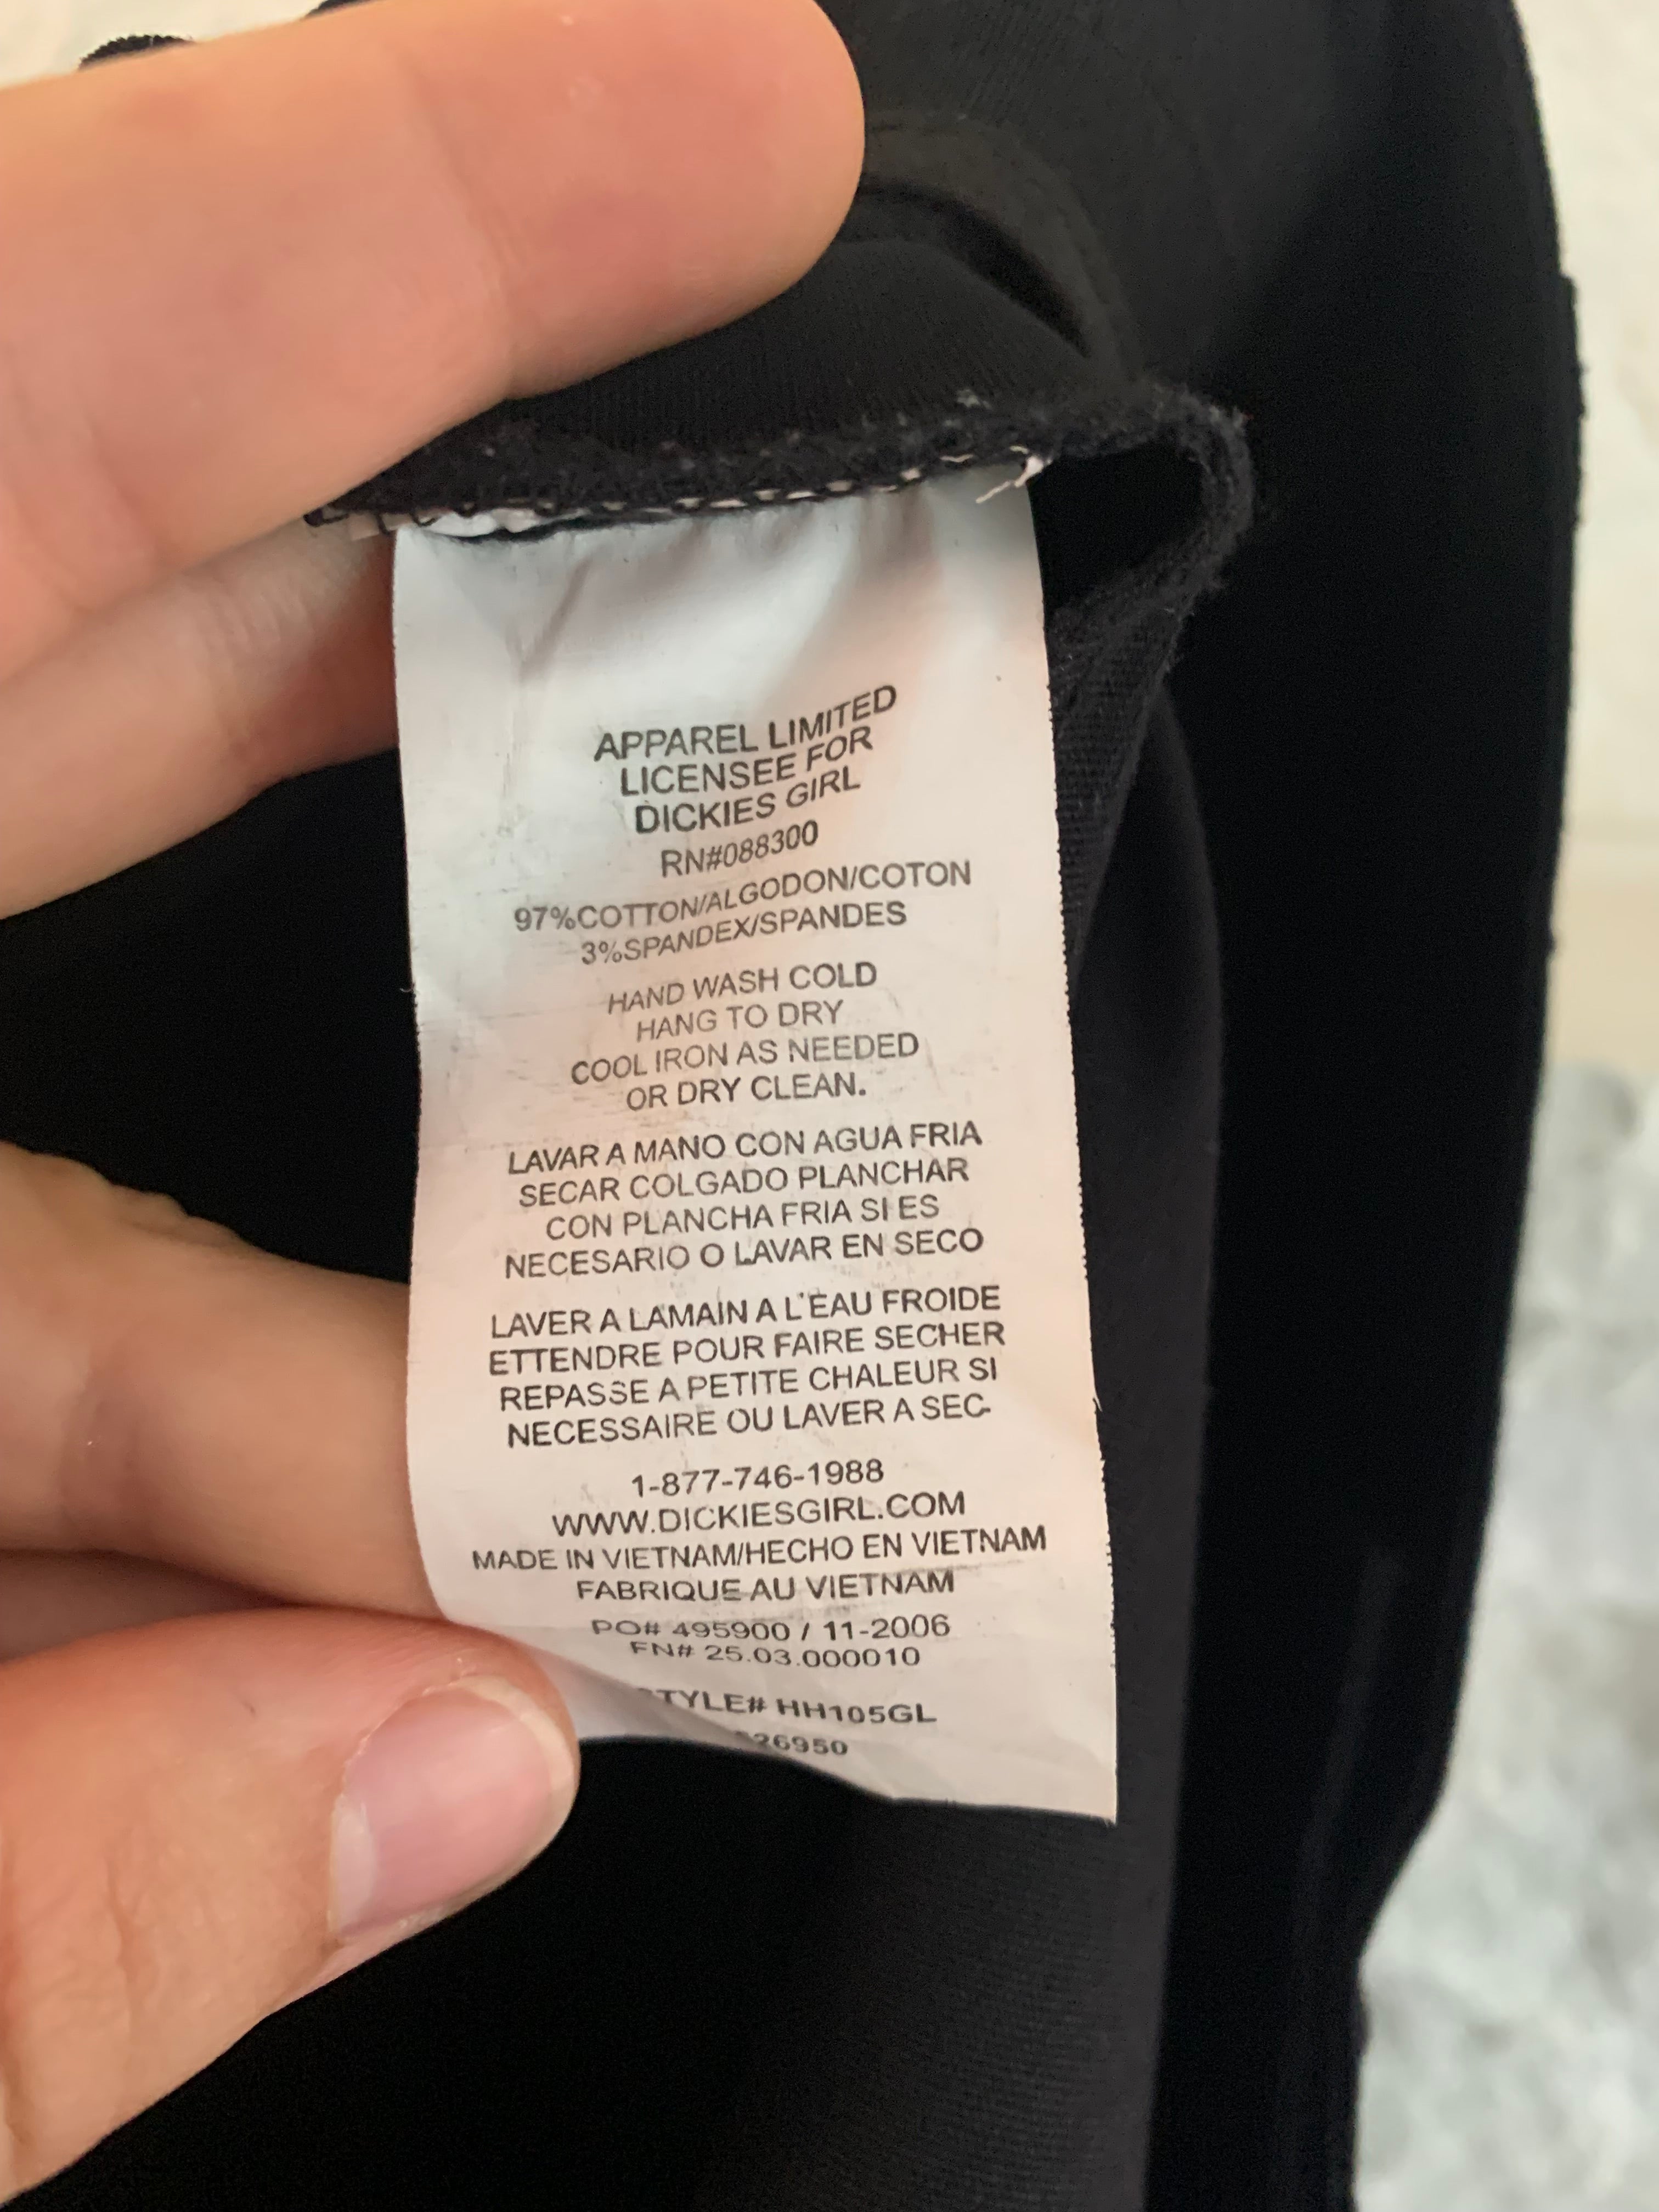 APPAREL LIMITED
LICENSEE FOR
DICKIES GIRL
RN#088300
97%COTTON/ALGODON/COTON
3%SPANDEX/SPANDES
HAND WASH COLD
HANG TO DRY
COOL IRON AS NEEDED
OR DRY CLEAN.
LAVAR A MANO CON AGUA FRIA
SECAR COLGADO PLANCHAR
CON PLANCHA FRIA SI ES
NECESARIO O LAVAR EN SECO
LAVER A LAMAIN A L'EAU FROIDE
ETTENDRE POUR FAIRE SECHER
REPASSE A PETITE CHALEUR SI
NECESSAIRE OU LAVER A SEC
1-877-746-1988
WWW.DICKIESGIRL.COM
MADE IN VIETNAM/HECHO EN VIETNAM
FABRIQUE AU VIETNAM
PO# 495900 / 11-2006
FN# 25.03.000010
STYLE# HH105GL